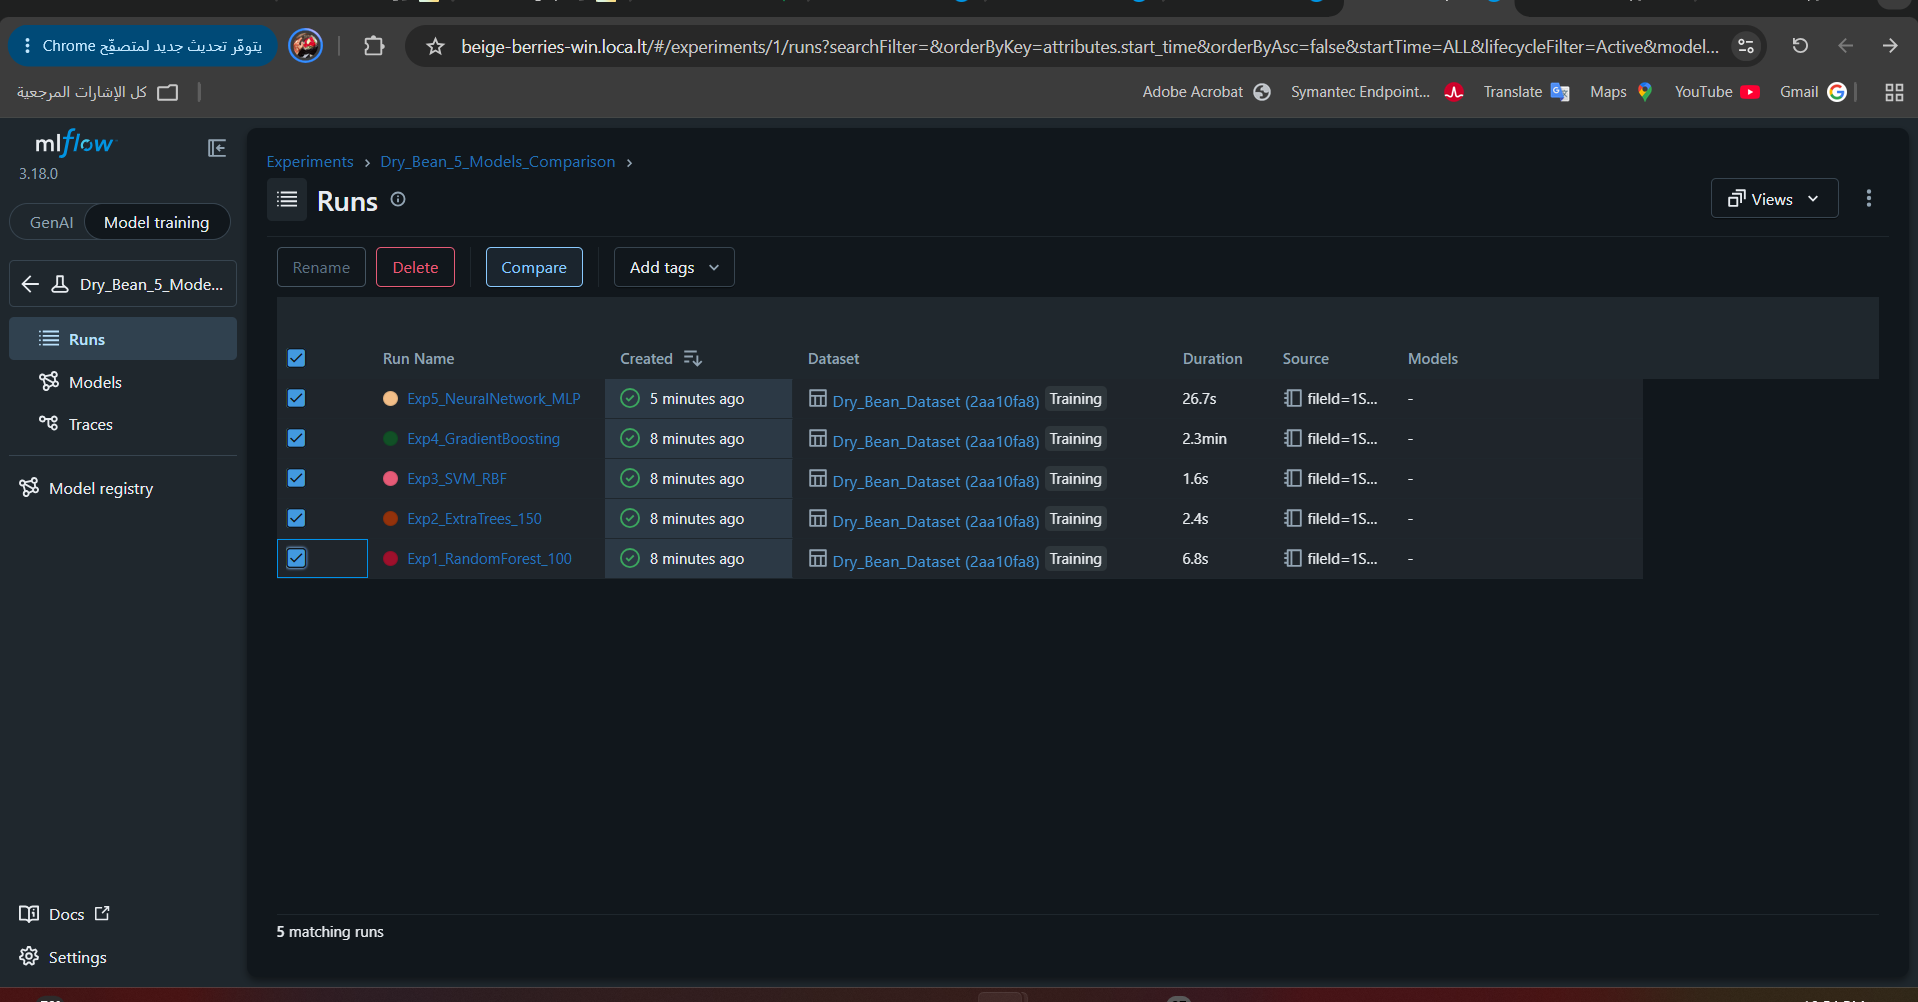 يتوفّر تحديث جديد لمتصفّح Chrome
beige-berries-win.loca.lt/#/experiments/1/runs?searchFilter=&orderByKey=attributes.start_time&orderByAsc=false&startTime=ALL&lifecycleFilter=Active&model...
كل الإشارات المرجعية
Adobe Acrobat Symantec Endpoint... Translate Maps YouTube Gmail
mlflow
3.18.0
GenAI Model training
Dry_Bean_5_Mode...
Runs
Models
Traces
Model registry
Docs
Settings
Experiments › Dry_Bean_5_Models_Comparison ›
Runs
Views
Rename Delete Compare Add tags
Run Name Created Dataset Duration Source Models
Exp5_NeuralNetwork_MLP 5 minutes ago Dry_Bean_Dataset (2aa10fa8) Training 26.7s fileId=1S... -
Exp4_GradientBoosting 8 minutes ago Dry_Bean_Dataset (2aa10fa8) Training 2.3min fileId=1S... -
Exp3_SVM_RBF 8 minutes ago Dry_Bean_Dataset (2aa10fa8) Training 1.6s fileId=1S... -
Exp2_ExtraTrees_150 8 minutes ago Dry_Bean_Dataset (2aa10fa8) Training 2.4s fileId=1S... -
Exp1_RandomForest_100 8 minutes ago Dry_Bean_Dataset (2aa10fa8) Training 6.8s fileId=1S... -
5 matching runs